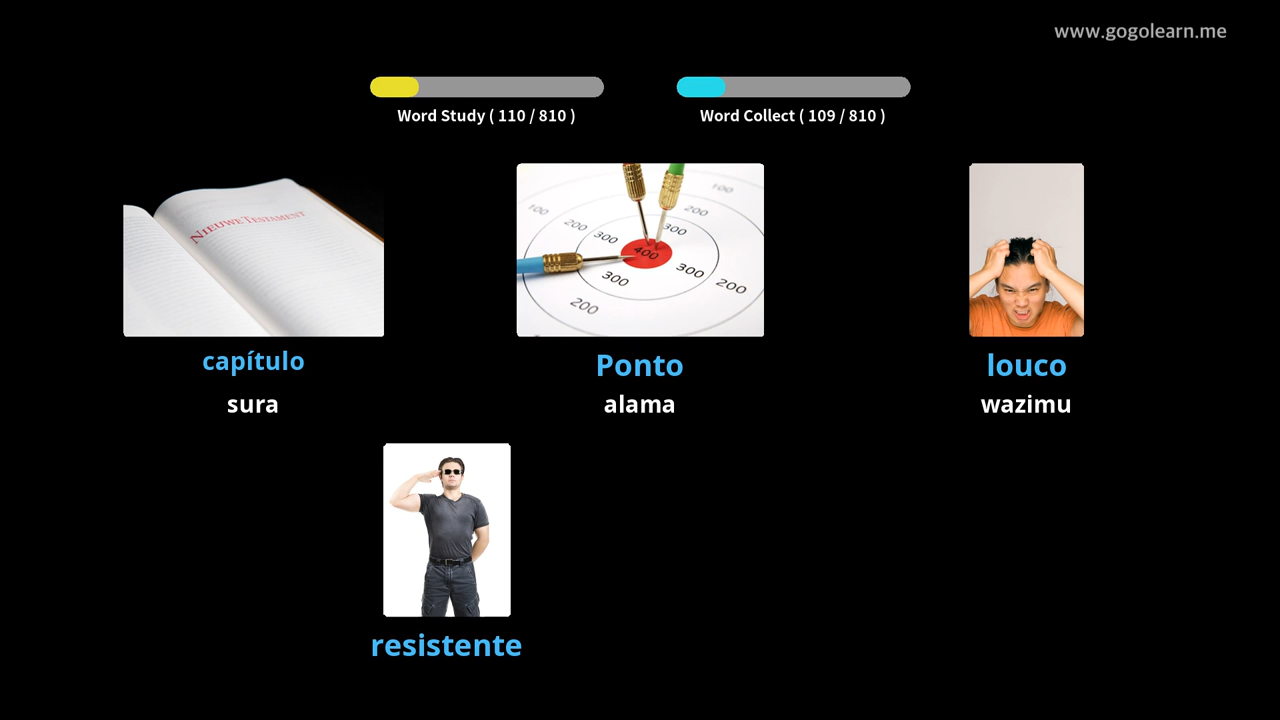 www.gogolearn.me
Word Study ( 110 / 810 )
Word Collect ( 109 / 810 )
NIEUWE TESTAMENT
100
200
300
400
300
200
100
300
200
300
200
capítulo
Ponto
louco
sura
alama
wazimu
resistente